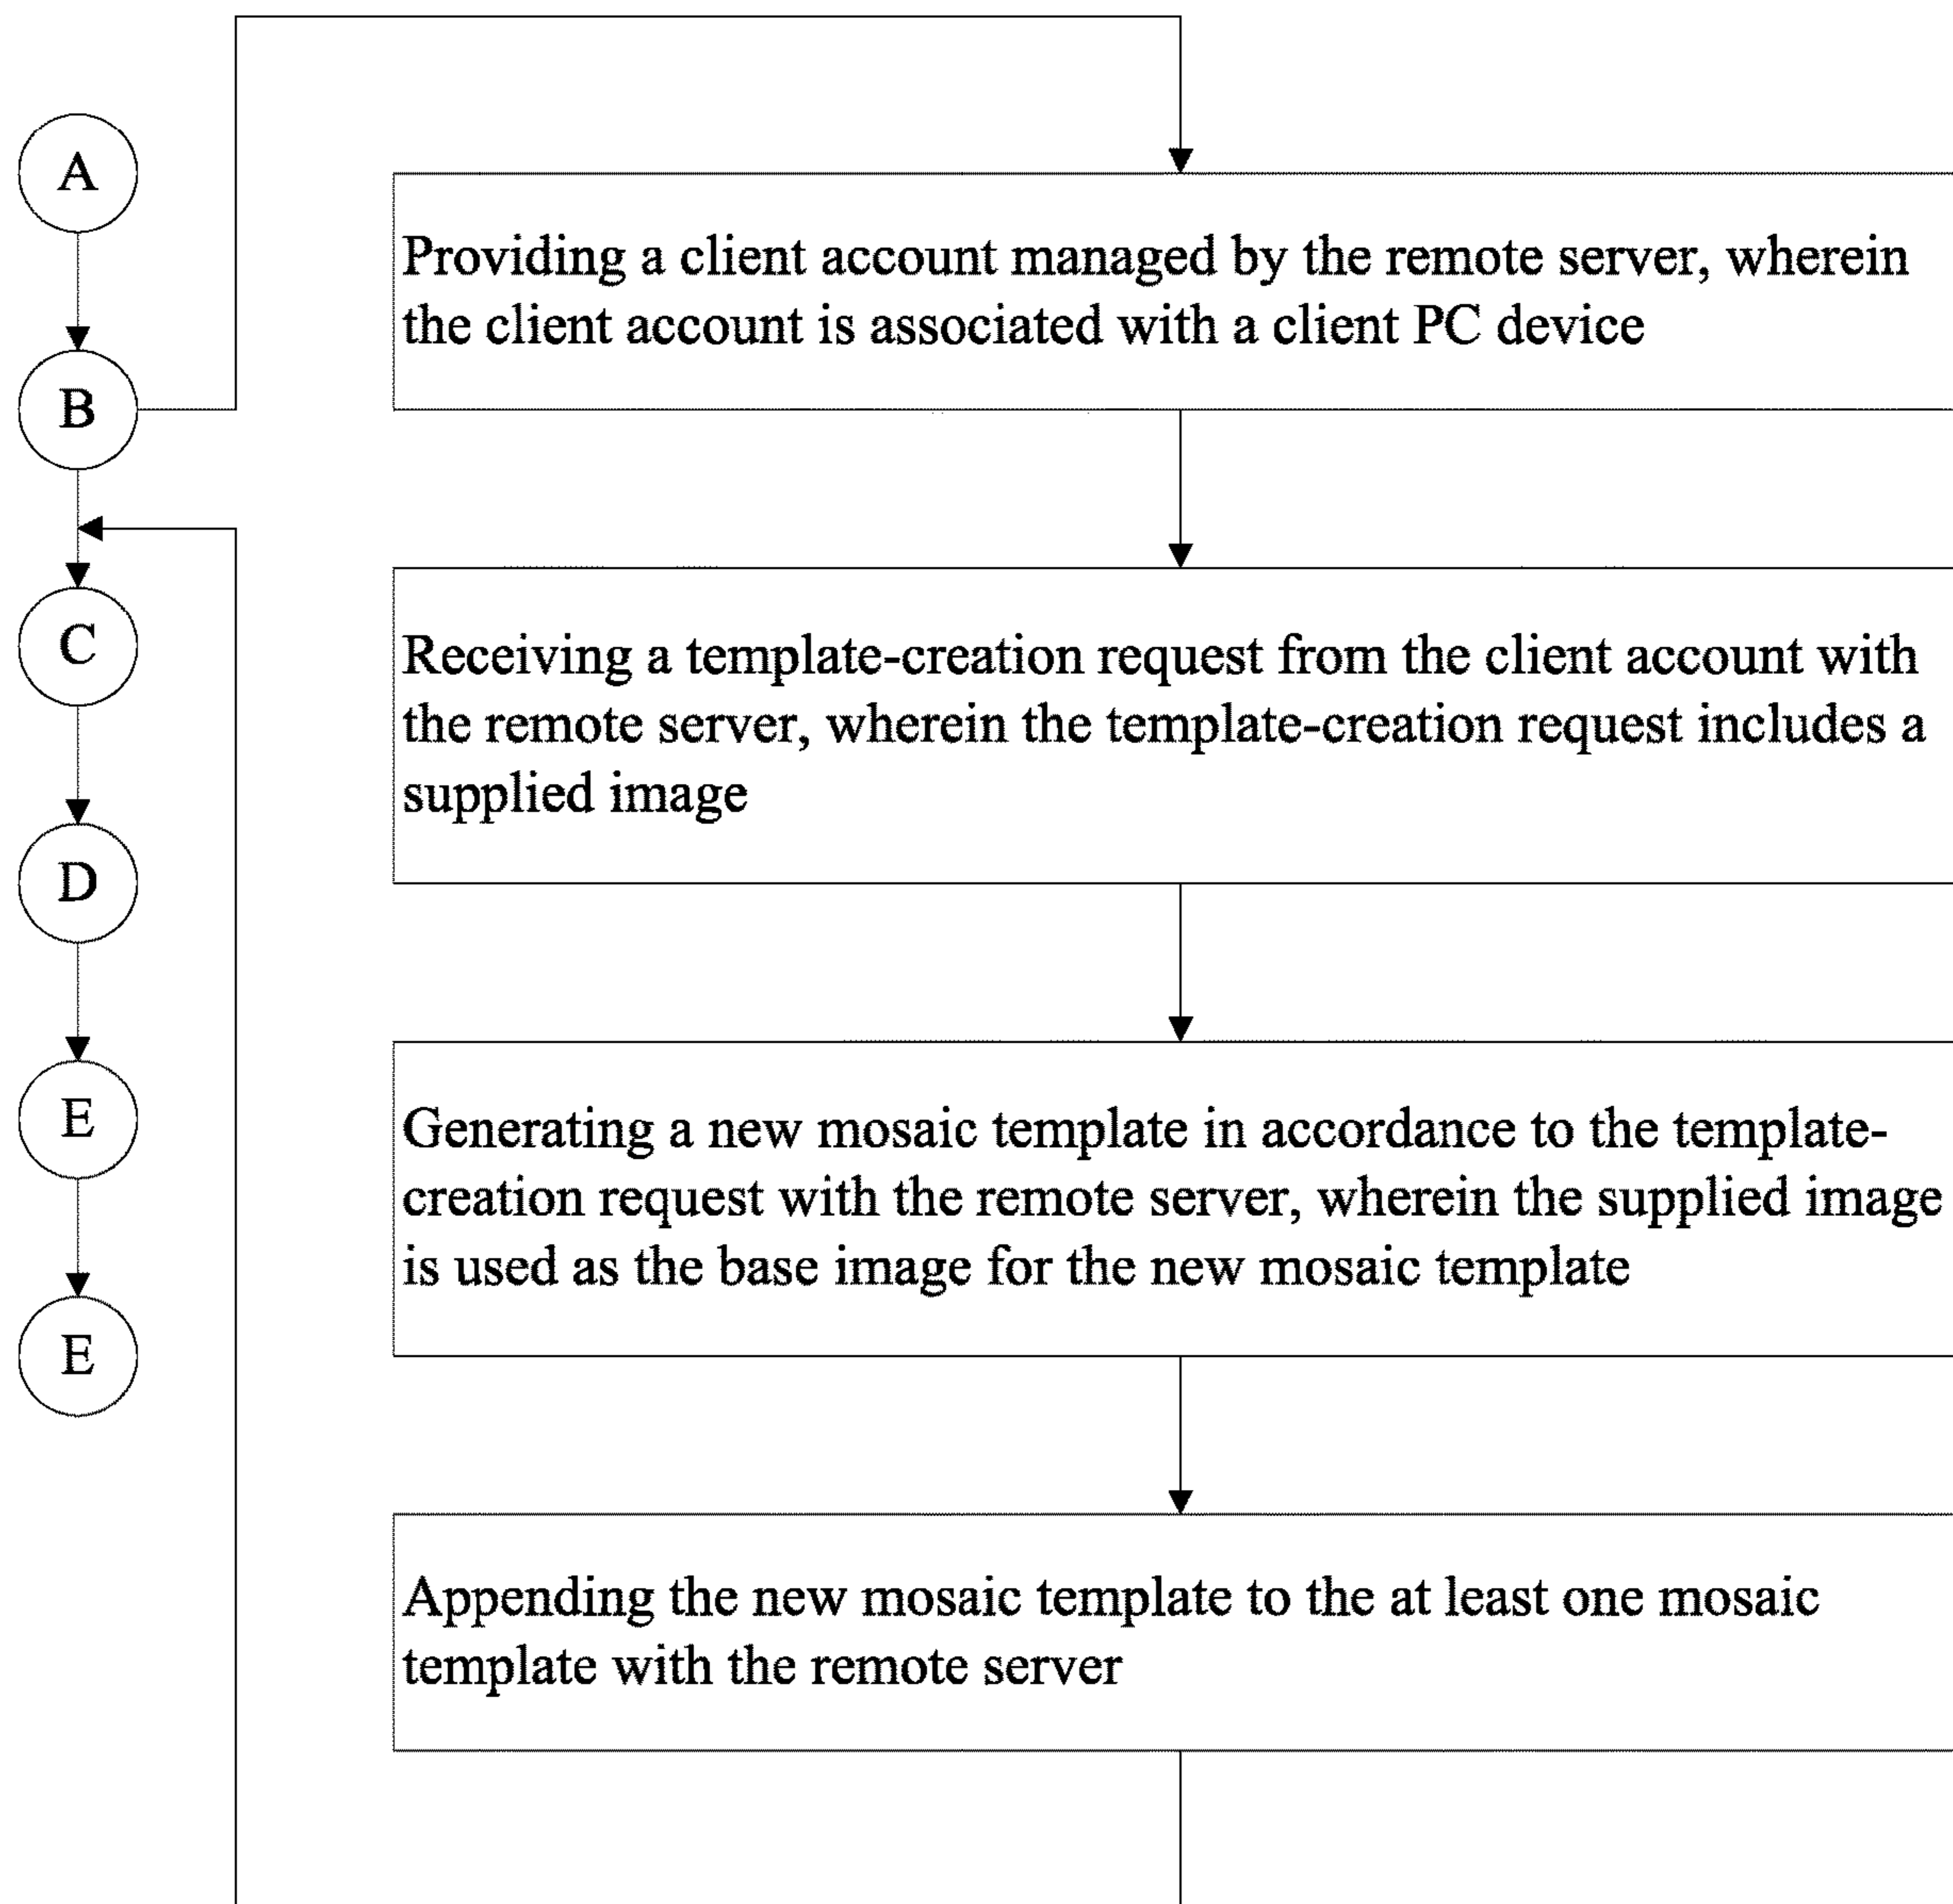 A
B
C
D
E
E
Providing a client account managed by the remote server, wherein
the client account is associated with a client PC device
Receiving a template-creation request from the client account with
the remote server, wherein the template-creation request includes a
supplied image
Generating a new mosaic template in accordance to the template-
creation request with the remote server, wherein the supplied image
is used as the base image for the new mosaic template
Appending the new mosaic template to the at least one mosaic
template with the remote server